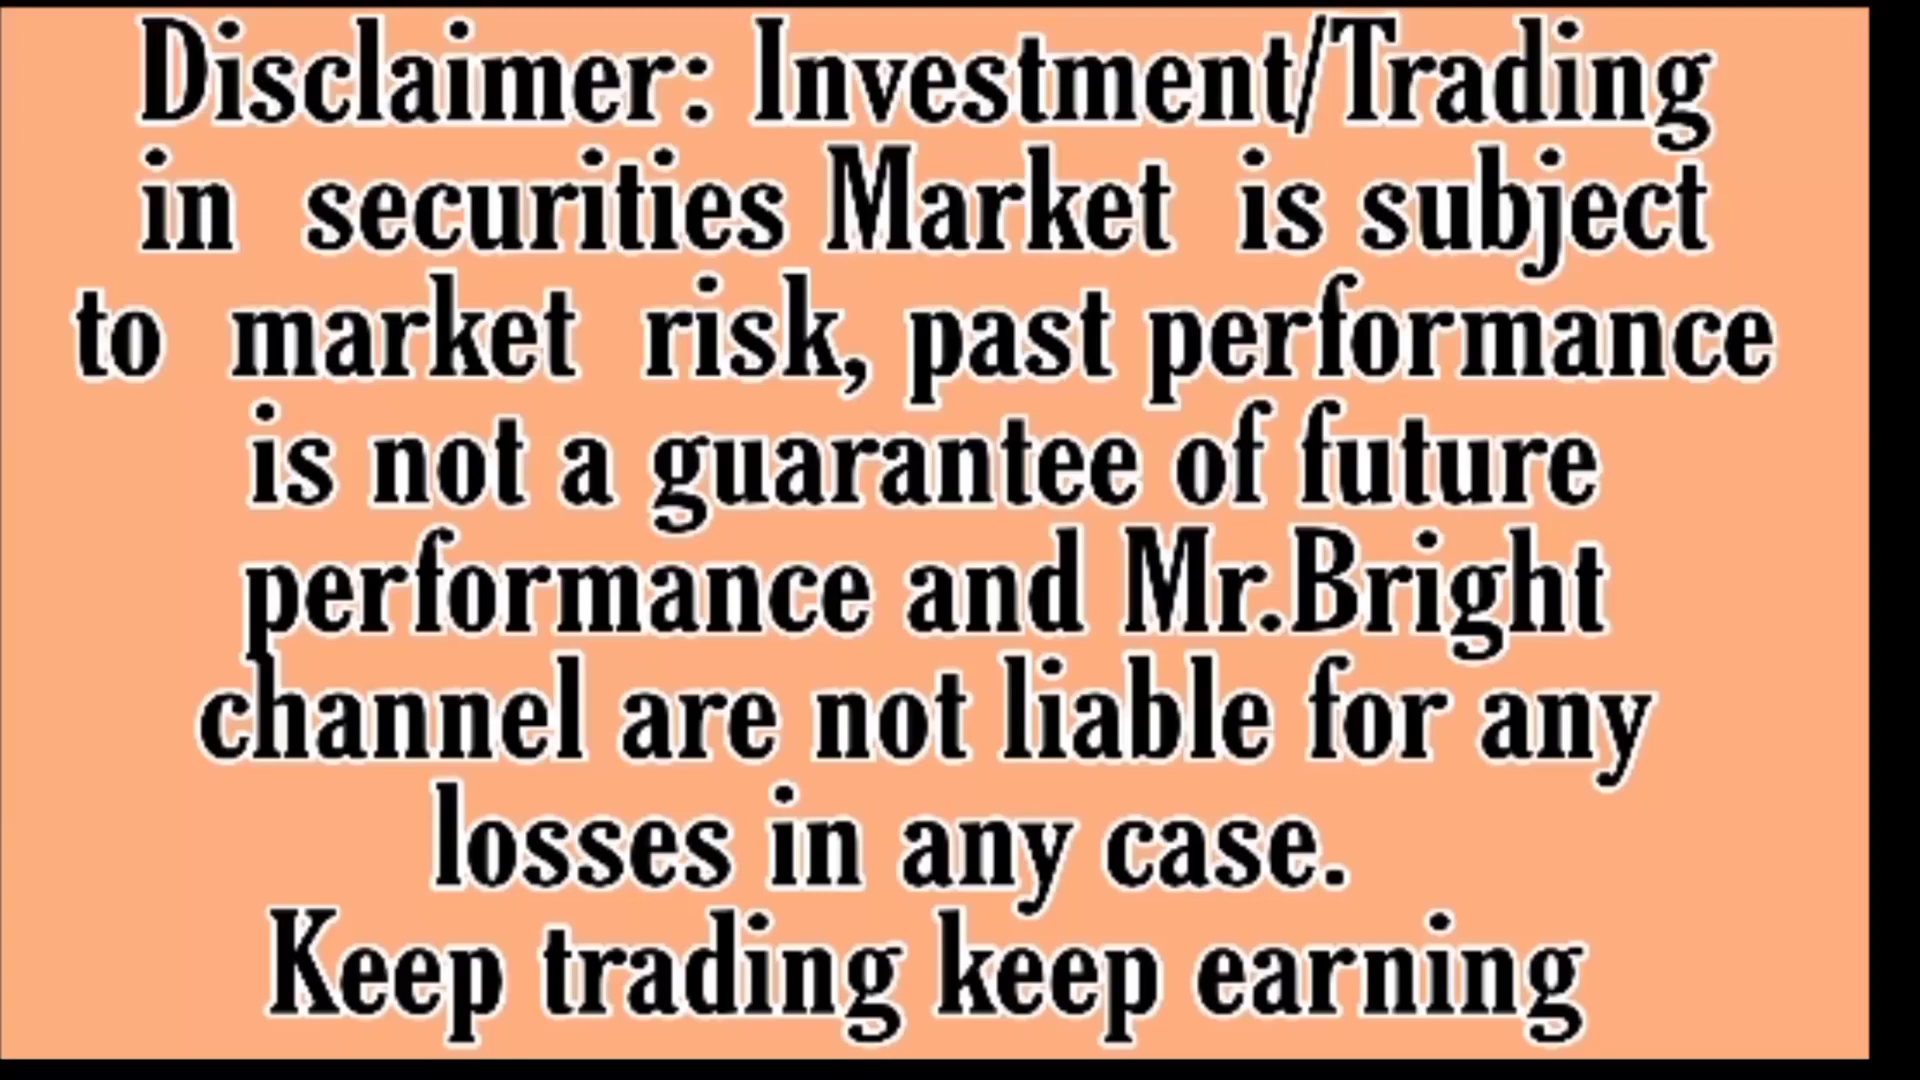 Disclaimer: Investment/Trading
in securities Market is subject
to market risk, past performance
is not a guarantee of future
performance and Mr.Bright
channel are not liable for any
losses in any case.
Keep trading keep earning